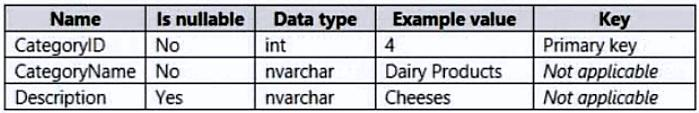 Name Is nullable Data type Example value Key
CategoryID No int 4 Primary key
CategoryName No nvarchar Dairy Products Not applicable
Description Yes nvarchar Cheeses Not applicable